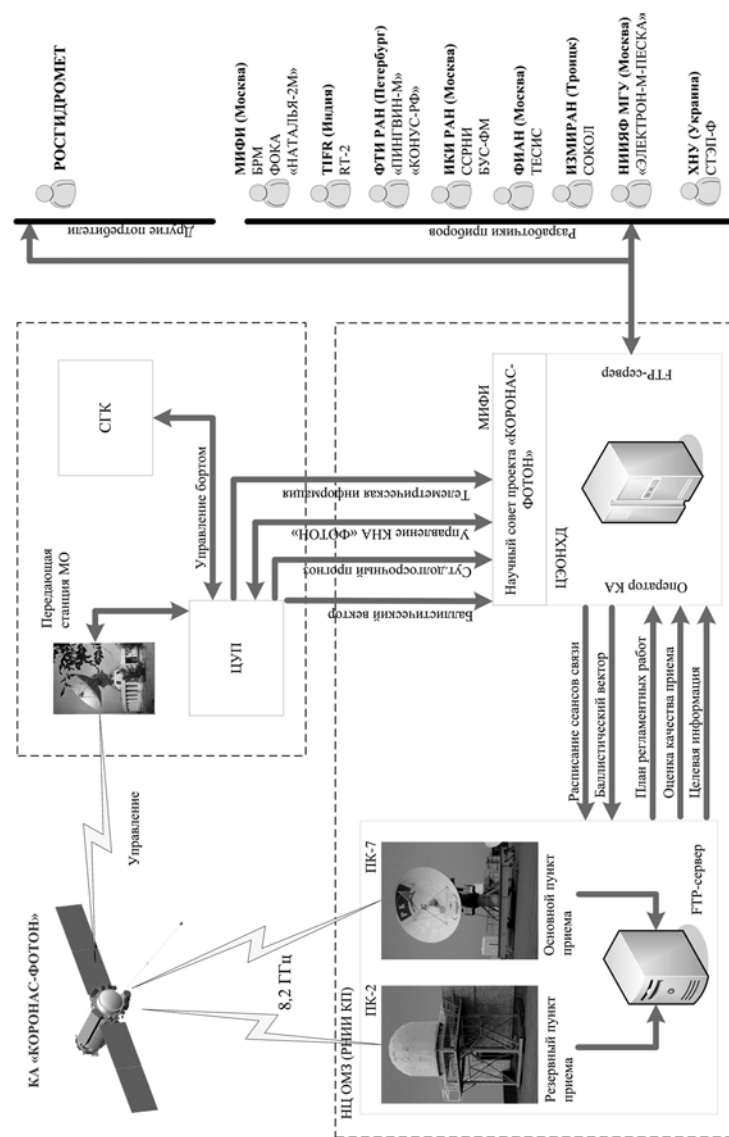 КА «КОРОНАС-ФОТОН»
Управление
8,2 ГГц
Передающая
станция МО
ЦУП
СГК
Управление бортом
Баллистический вектор
Сут.долгосрочный прогноз
Управление КНА «ФОТОН»
Телеметрическая информация
НЦ ОМЗ (РНИИ КП)
ПК-2
ПК-7
Резервный пункт
приема
Основной пункт
приема
FTP-сервер
Расписание сеансов связи
Баллистический вектор
План регламентных работ
Оценка качества приема
Целевая информация
МИФИ
Научный совет проекта «КОРОНАС-
ФОТОН»
ЦЭОНХД
Оператор КА
FTP-сервер
Другие потребители
Разработчики приборов
РОСГИДРОМЕТ
МИФИ (Москва)
БРМ
ФОКА
«НАТАЛЬЯ-2М»
TIFR (Индия)
RT-2
ФТИ РАН (Петербург)
«ПИНГВИН-М»
«КОНУС-РФ»
ИКИ РАН (Москва)
ССРНИ
БУС-ФМ
ФИАН (Москва)
ТЕСИС
ИЗМИРАН (Троицк)
СОКОЛ
НИИЯФ МГУ (Москва)
«ЭЛЕКТРОН-М-ПЕСКА»
ХНУ (Украина)
СТЭП-Ф